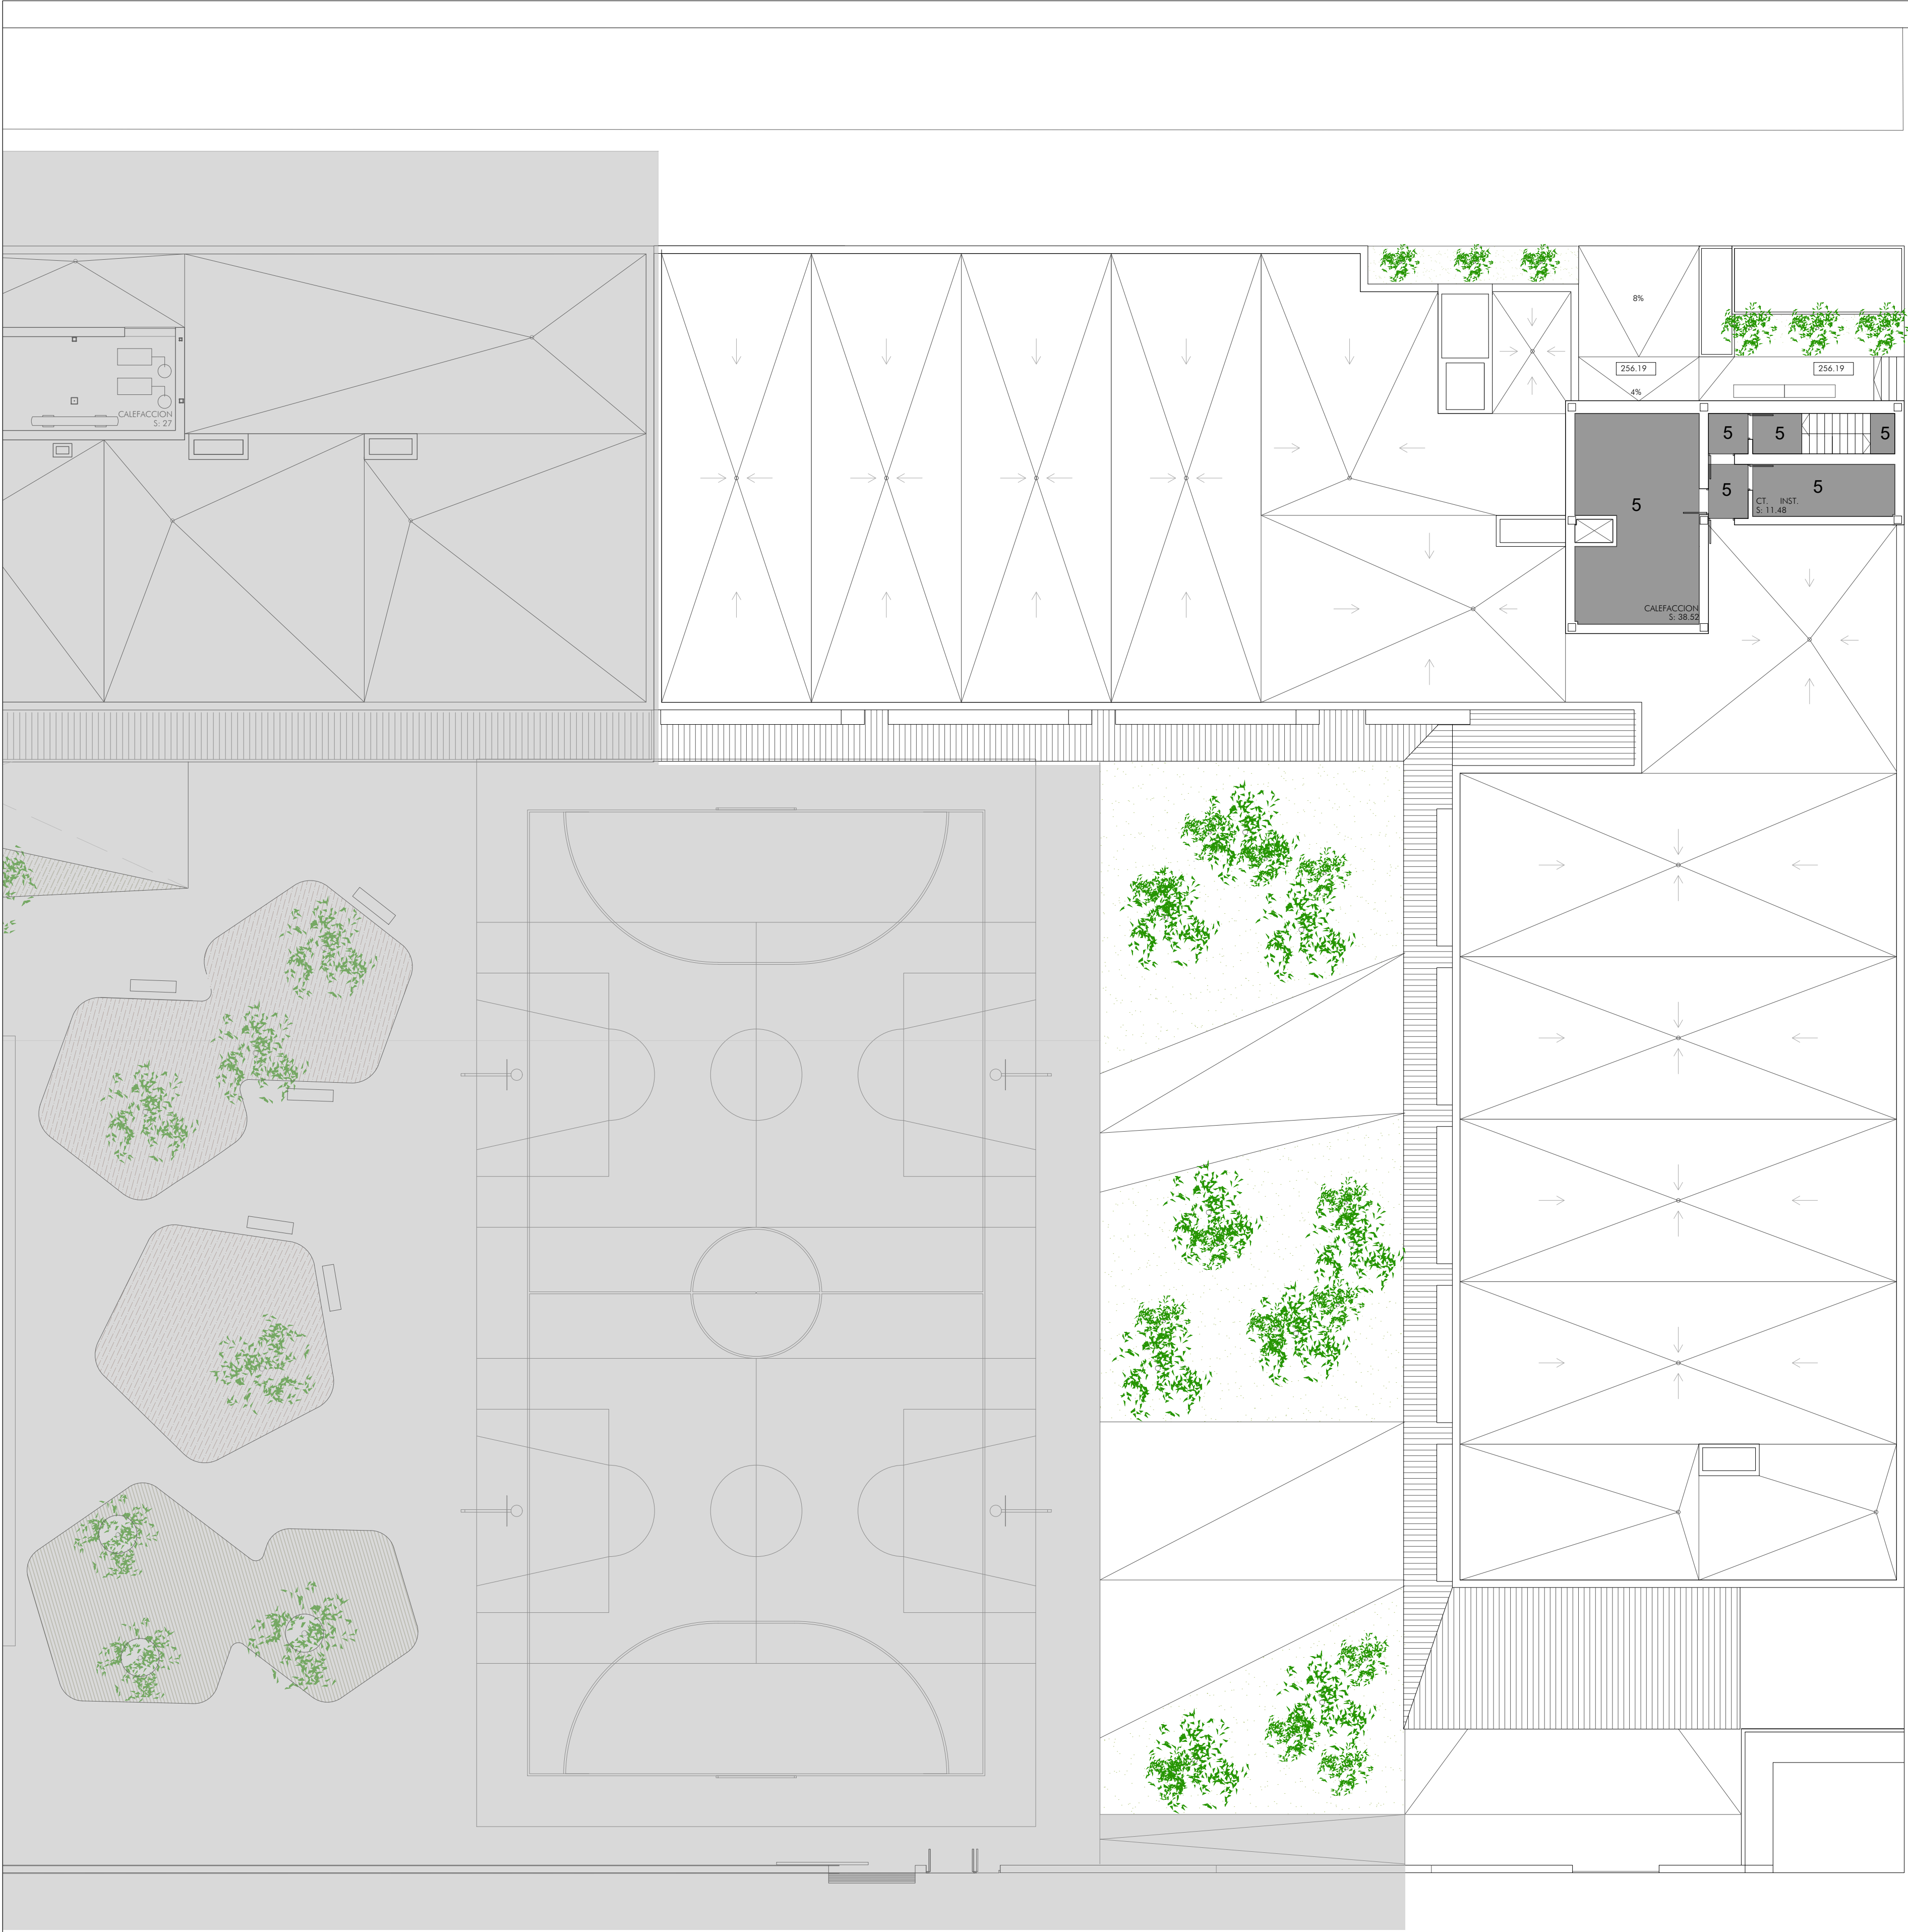 8%
256.19
256.19
4%
CALEFACCION
S: 27
5
5
5
5
5
5
CT. INST.
S: 11.48
CALEFACCION
S: 38.52